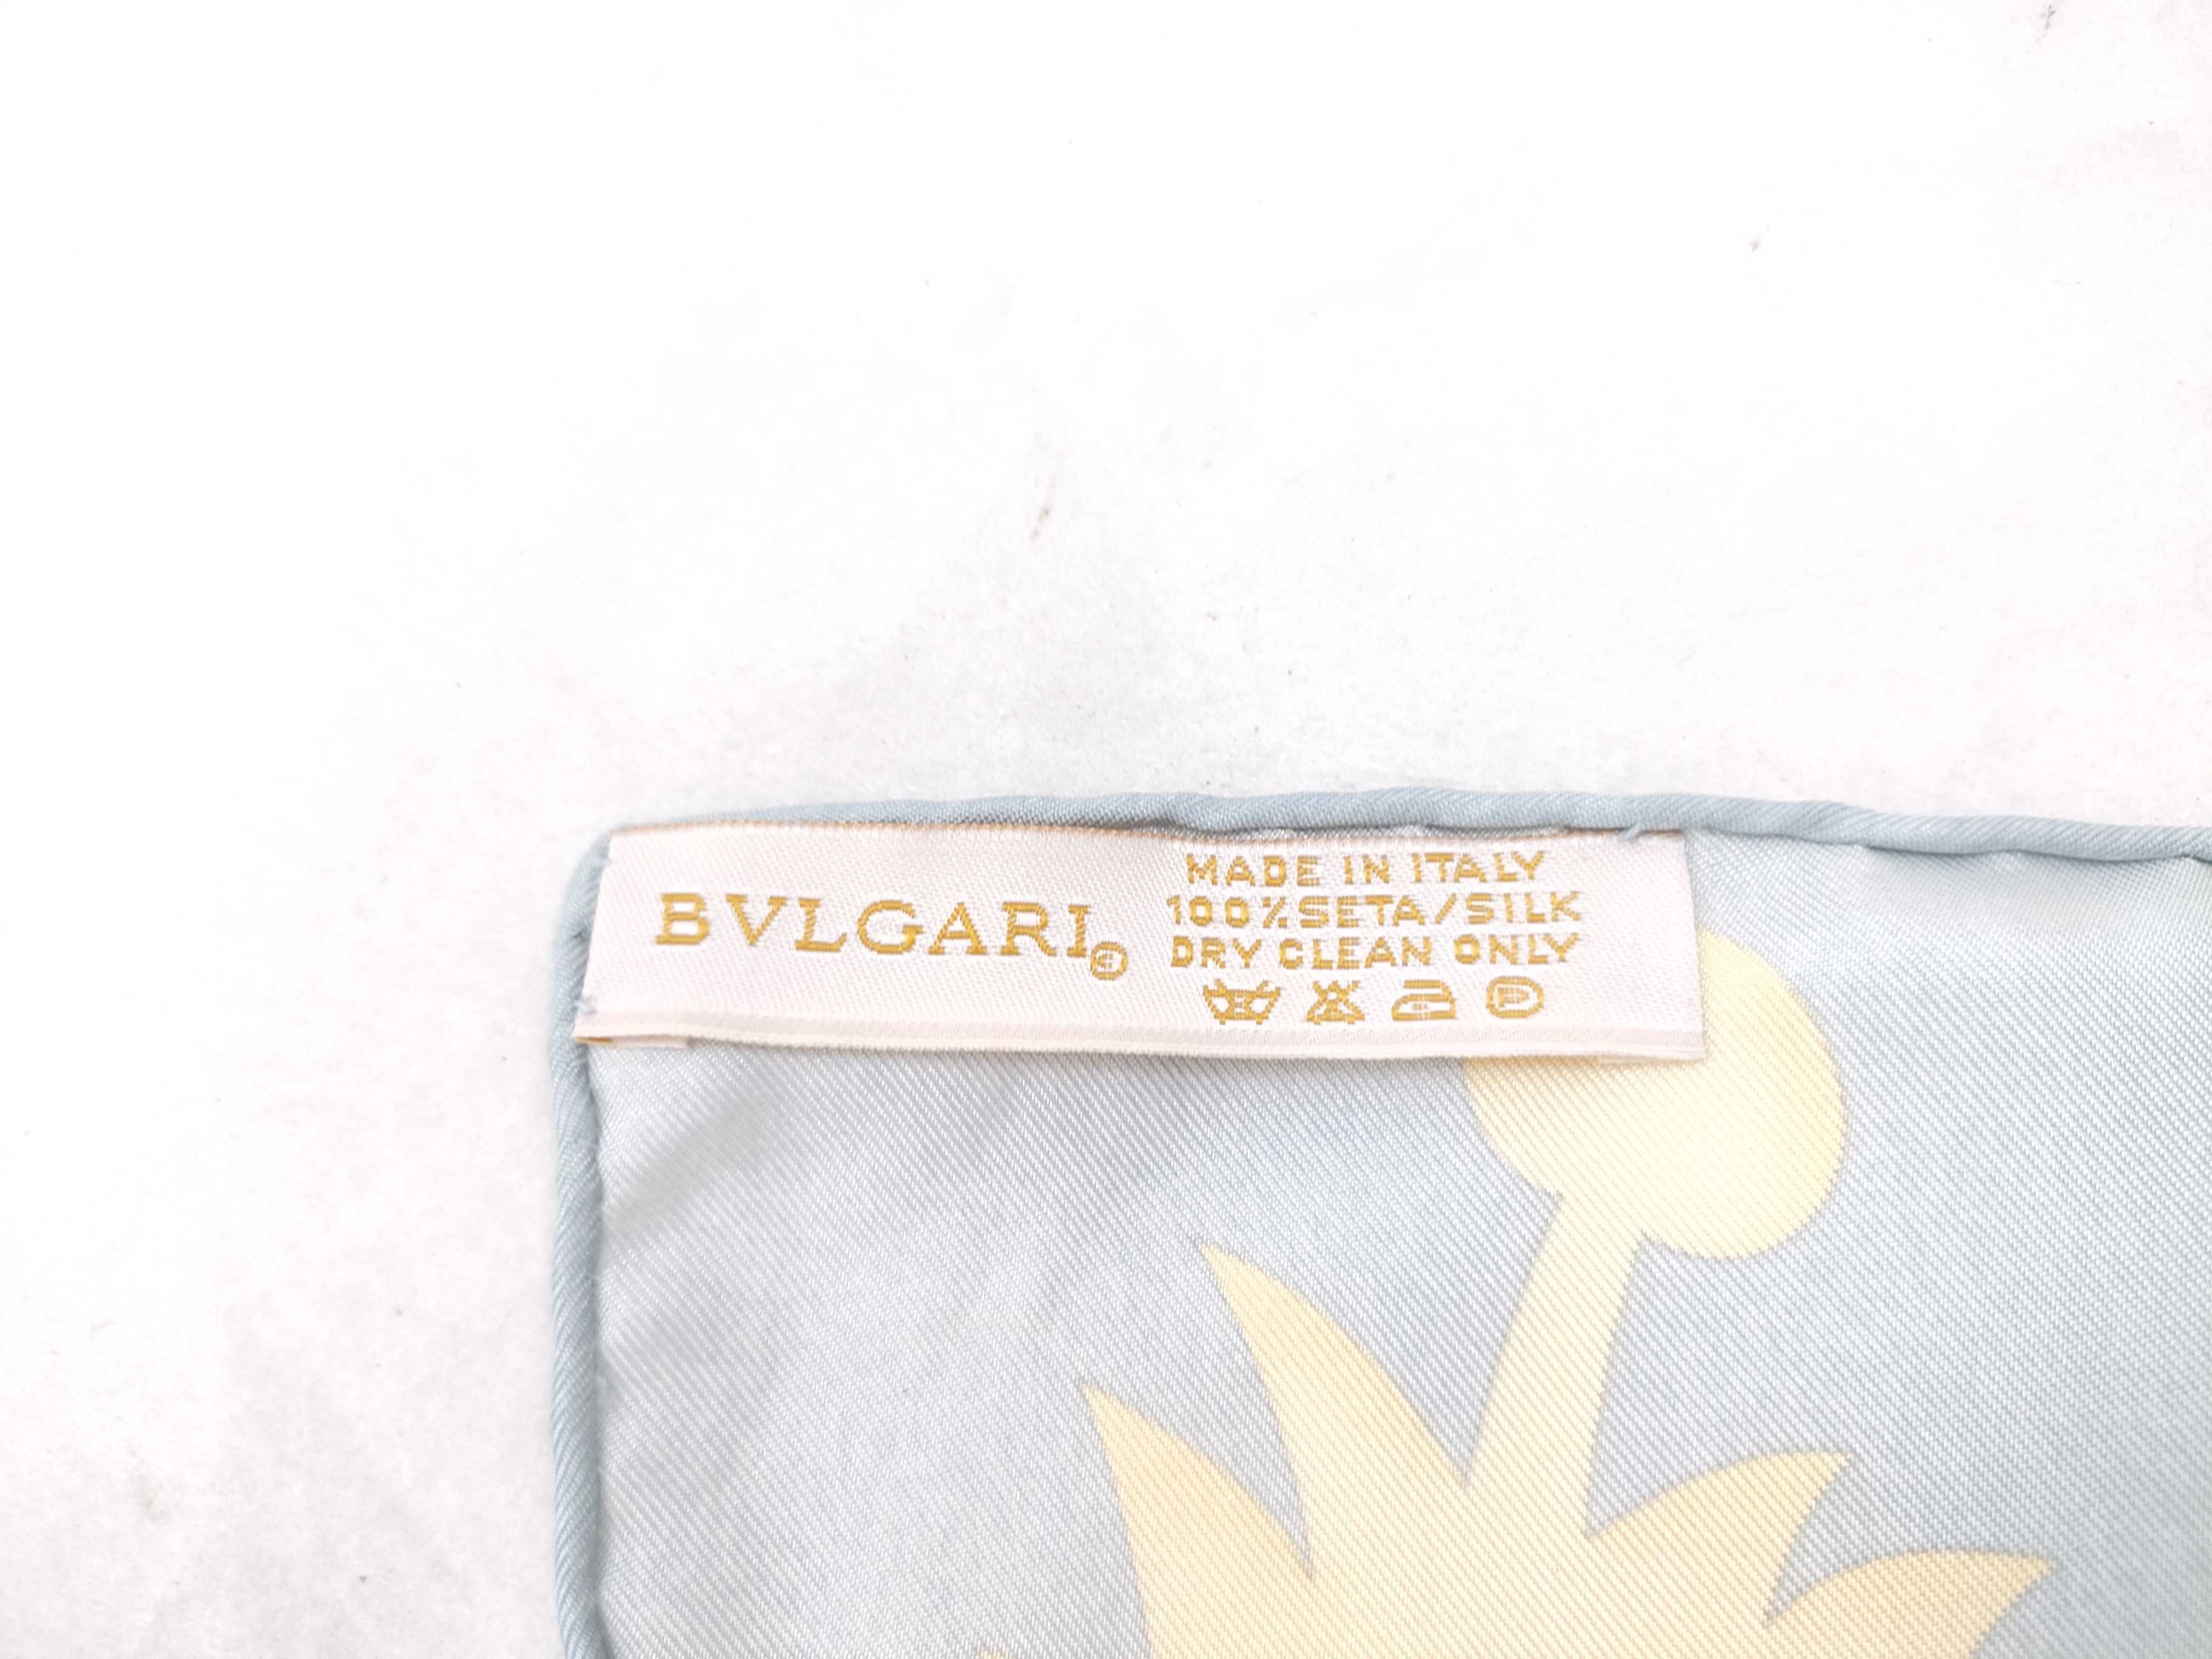 BVLGARI
MADE IN ITALY
100%SETA/SILK
DRY CLEAN ONLY
P